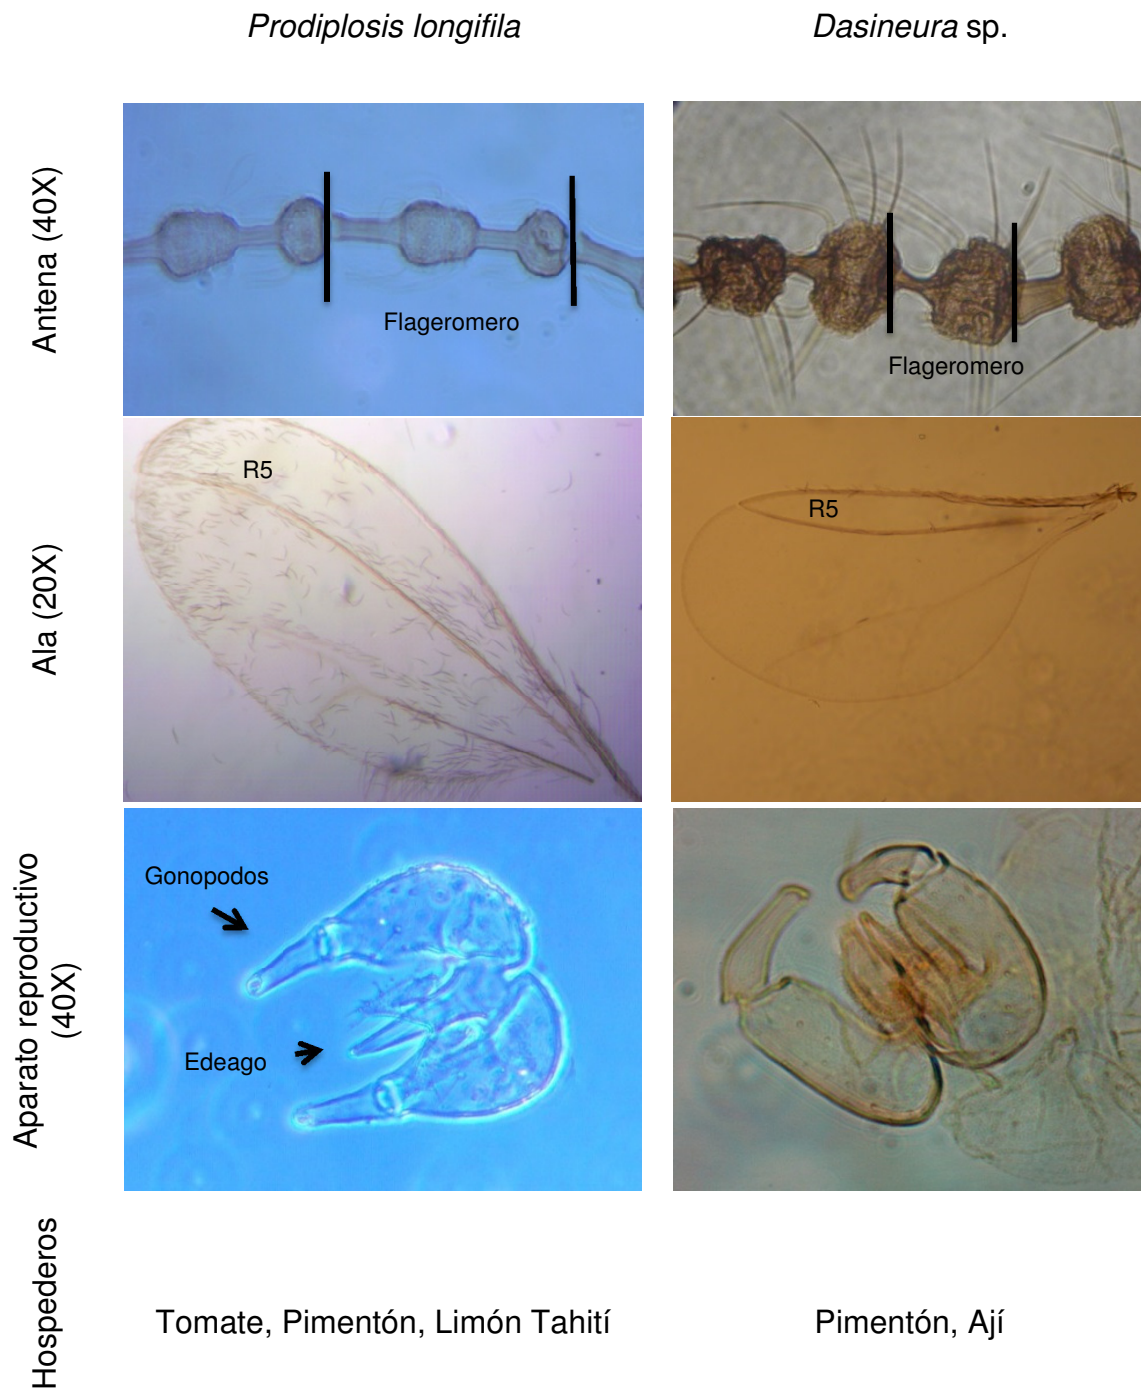 Prodiplosis longifila
Dasineura sp.
Antena (40X)
Flageromero
Flageromero
Ala (20X)
R5
R5
Aparato reproductivo
(40X)
Gonopodos
Edeago
Hospederos
Tomate, Pimentón, Limón Tahití
Pimentón, Ají